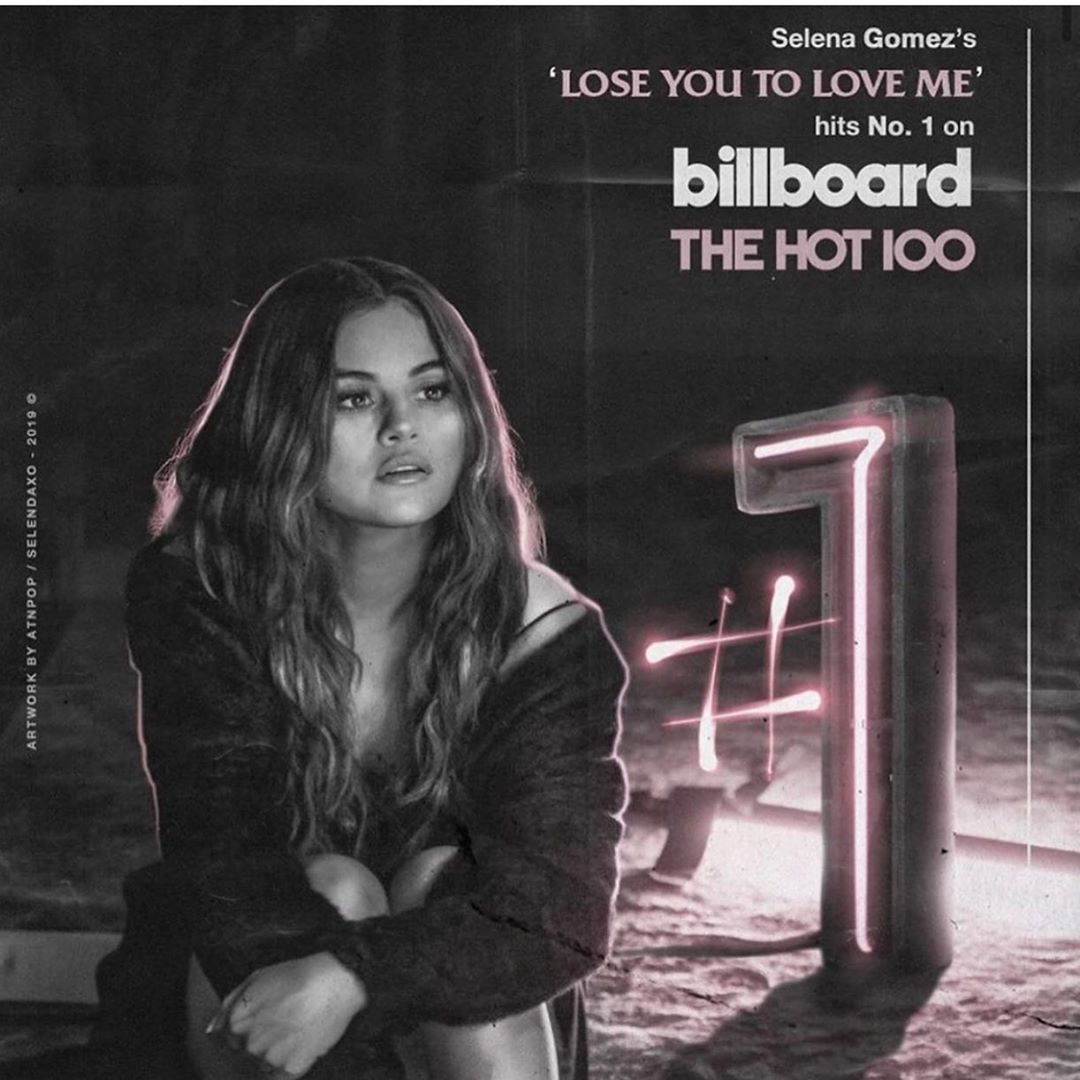 Selena Gomez's
‘LOSE YOU TO LOVE ME’
hits No. 1 on
billboard
THE HOT 100
#1
ARTWORK BY ATNPOP / SELENDAXO - 2019 ©